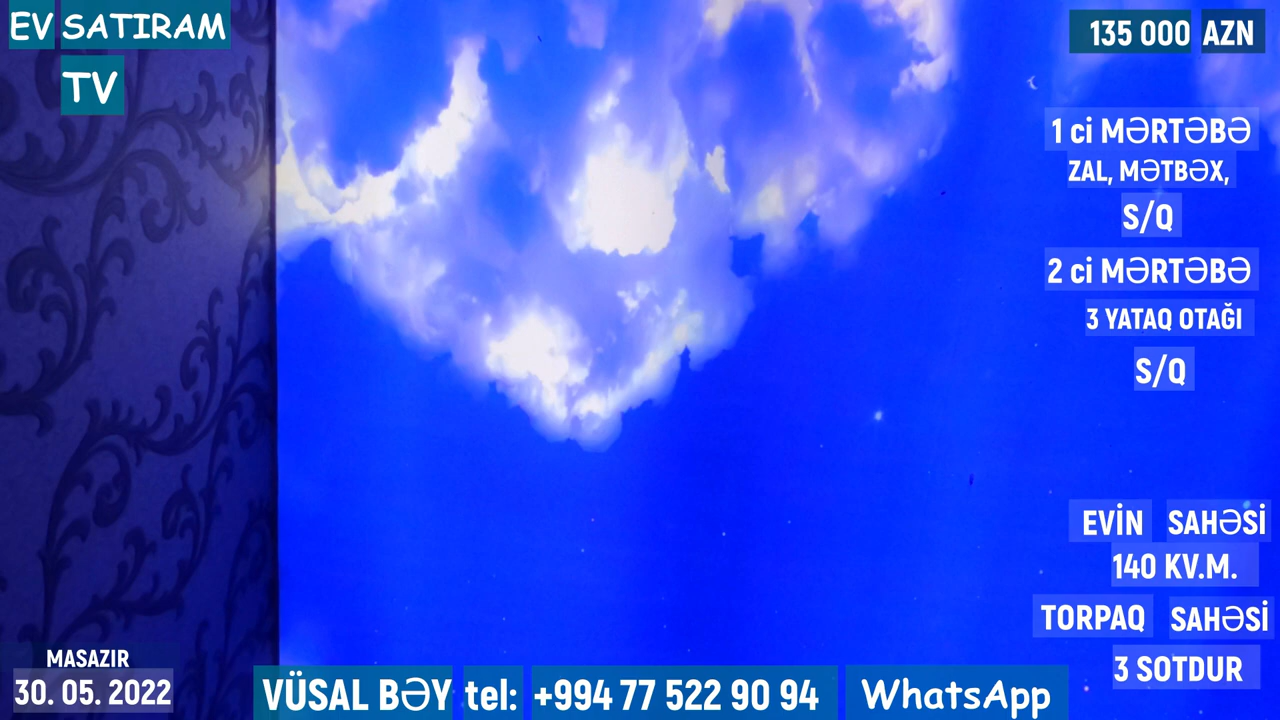 EV SATIRAM
TV
135 000 AZN
1 ci MƏRTƏBƏ
ZAL, MƏTBƏX,
S/Q
2 ci MƏRTƏBƏ
3 YATAQ OTAĞI
S/Q
EVİN SAHƏSİ
140 KV.M.
TORPAQ SAHƏSİ
3 SOTDUR
MASAZIR
30. 05. 2022
VÜSAL BƏY tel: +994 77 522 90 94 WhatsApp